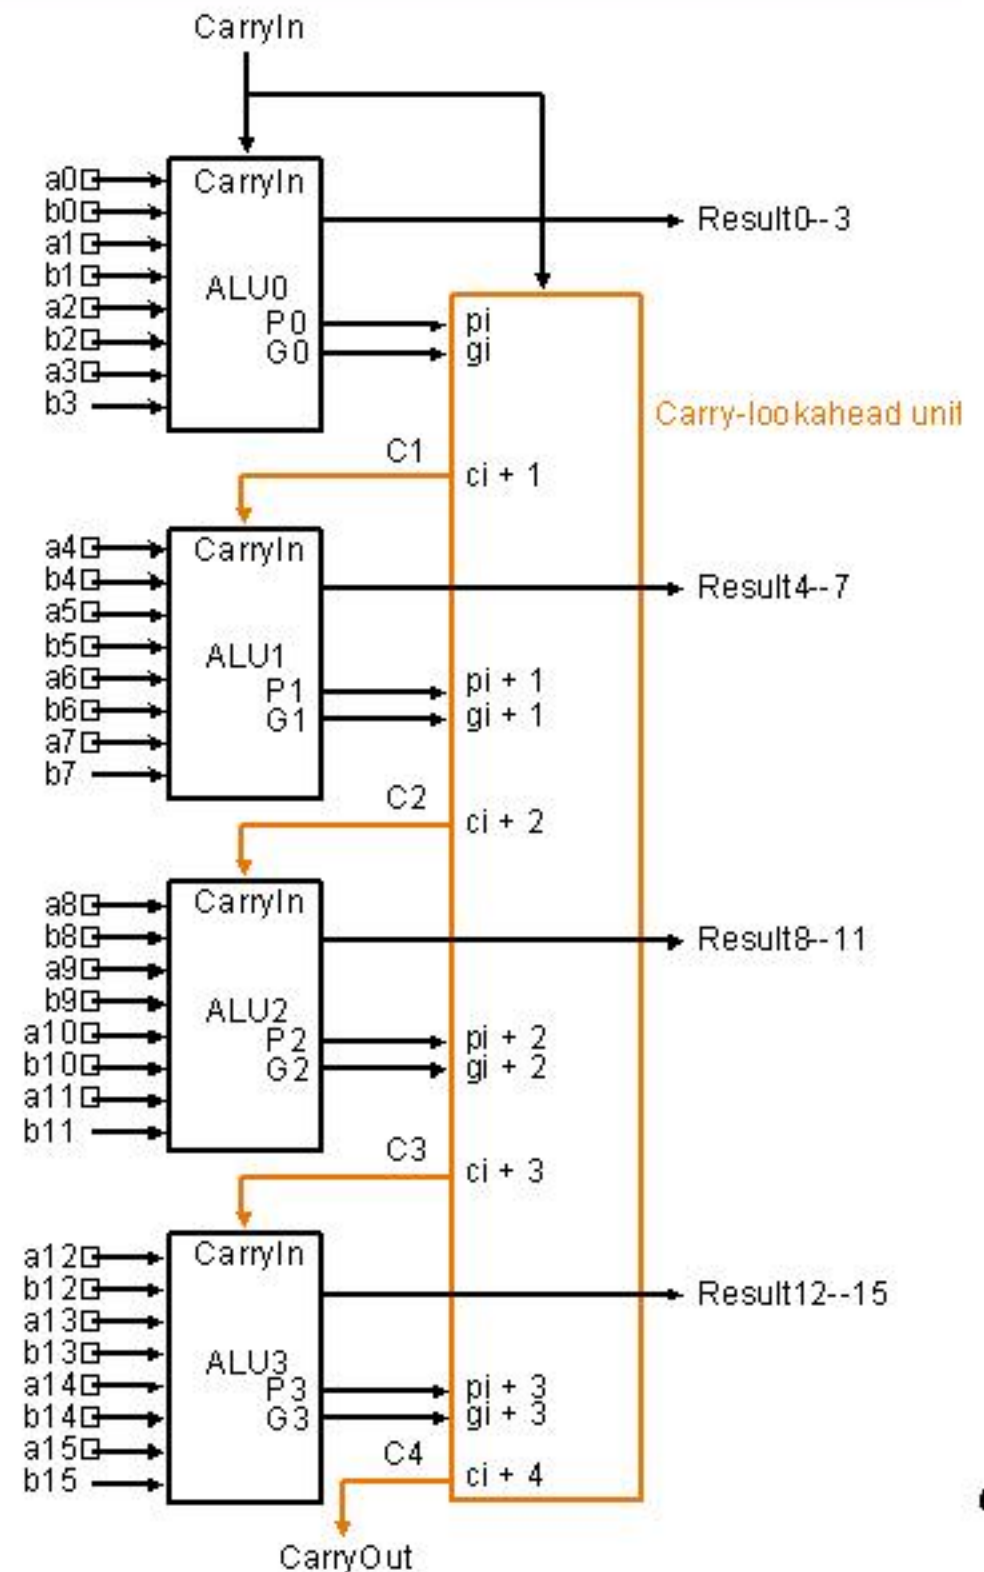 CarryIn
a0
b0
a1
b1
a2
b2
a3
b3
CarryIn
ALU0
P0
G0
pi
gi
Result0--3
Carry-lookahead unit
C1
ci + 1
a4
b4
a5
b5
a6
b6
a7
b7
CarryIn
ALU1
P1
G1
pi + 1
gi + 1
Result4--7
C2
ci + 2
a8
b8
a9
b9
a10
b10
a11
b11
CarryIn
ALU2
P2
G2
pi + 2
gi + 2
Result8--11
C3
ci + 3
a12
b12
a13
b13
a14
b14
a15
b15
CarryIn
ALU3
P3
G3
pi + 3
gi + 3
Result12--15
C4
ci + 4
CarryOut